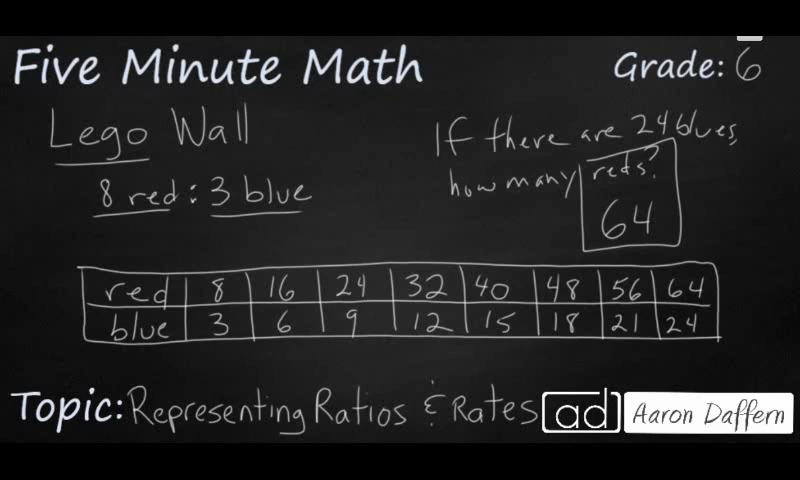 Five Minute Math
Grade: 6
Lego Wall
8 red : 3 blue
If there are 24 blues,
how many reds?
64
red 8 16 24 32 40 48 56 64
blue 3 6 9 12 15 18 21 24
Topic: Representing Ratios & Rates
ad Aaron Daffern